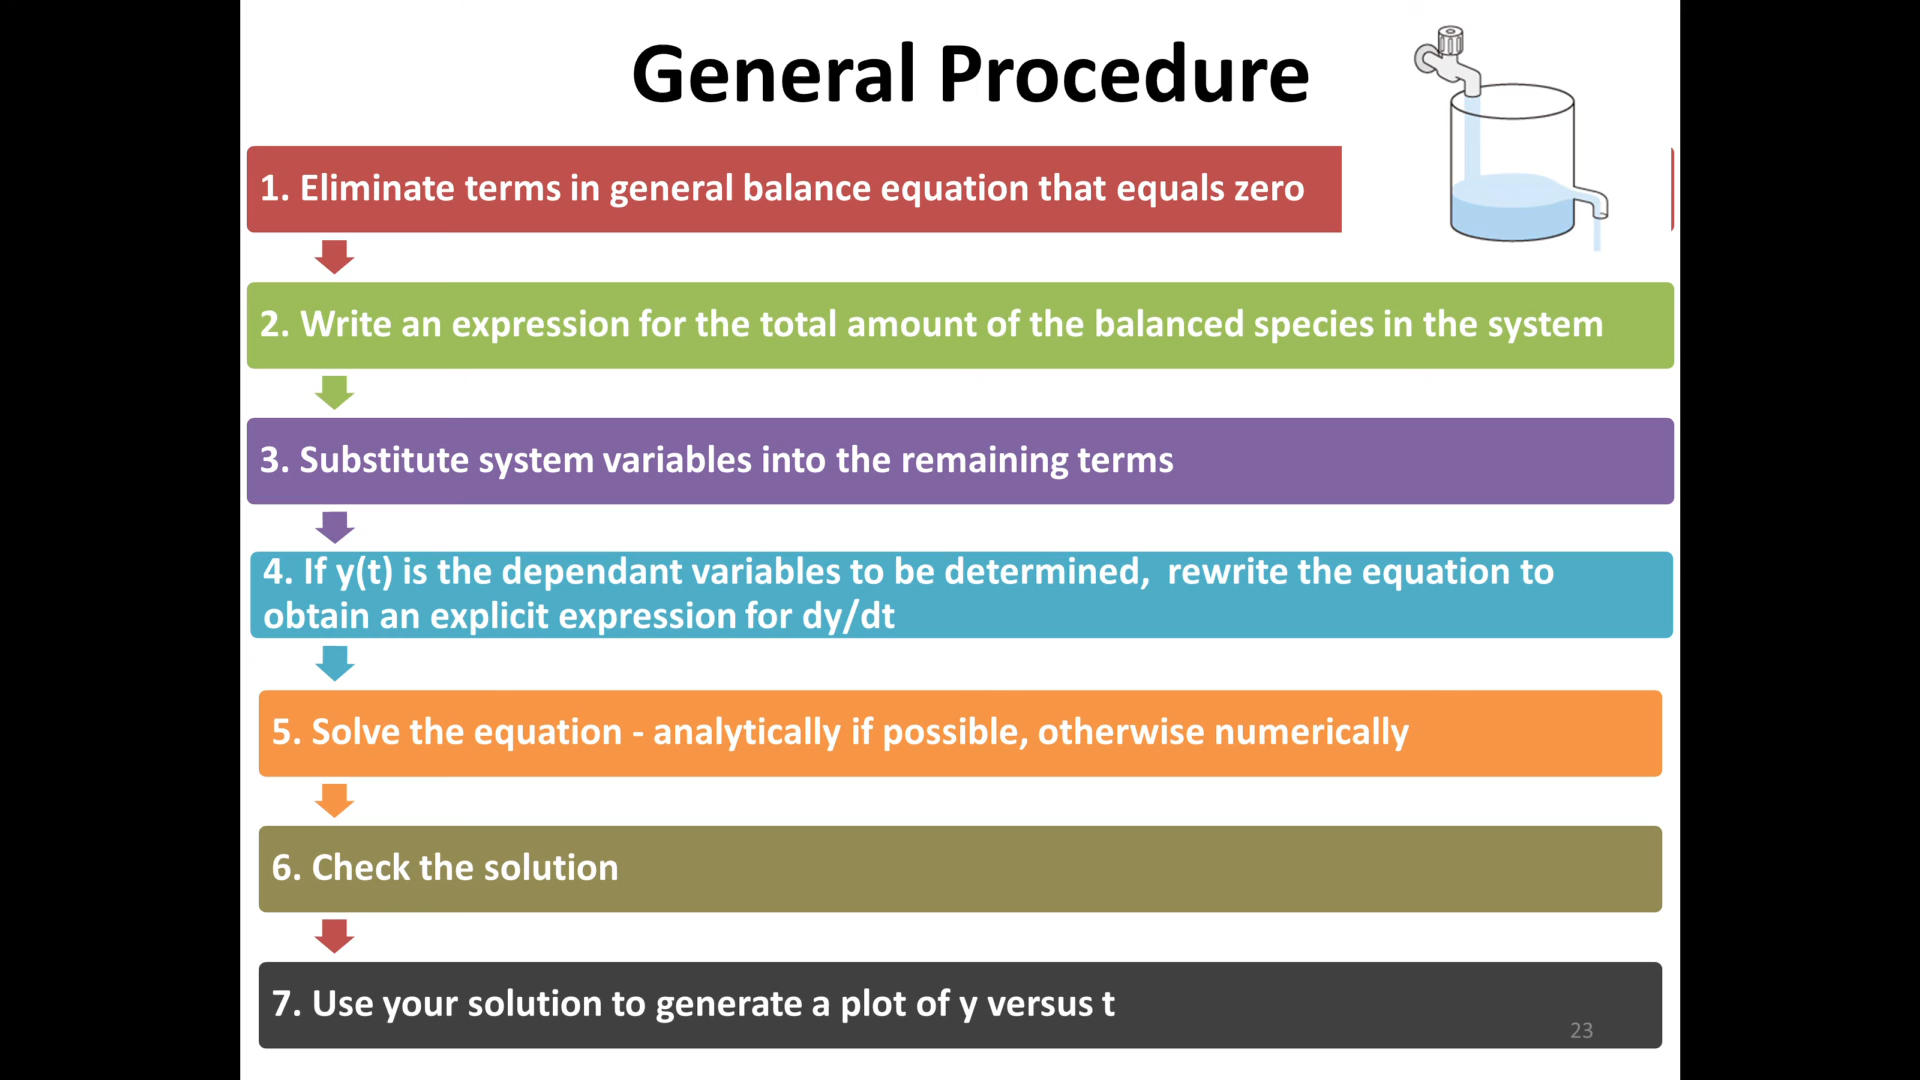 General Procedure
1. Eliminate terms in general balance equation that equals zero
2. Write an expression for the total amount of the balanced species in the system
3. Substitute system variables into the remaining terms
4. If y(t) is the dependant variables to be determined,  rewrite the equation to
obtain an explicit expression for dy/dt
5. Solve the equation - analytically if possible, otherwise numerically
6. Check the solution
7. Use your solution to generate a plot of y versus t
23